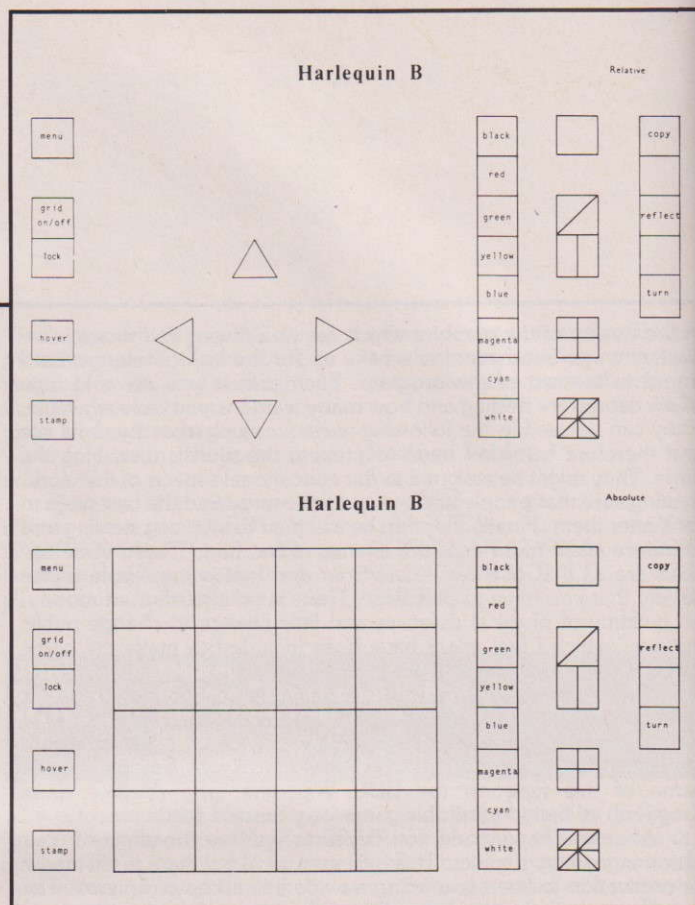 Harlequin B
Relative
menu
grid
on/off
lock
hover
stamp
black
red
green
yellow
blue
magenta
cyan
white
copy
reflect
turn
Harlequin B
Absolute
menu
grid
on/off
lock
hover
stamp
black
red
green
yellow
blue
magenta
cyan
white
copy
reflect
turn